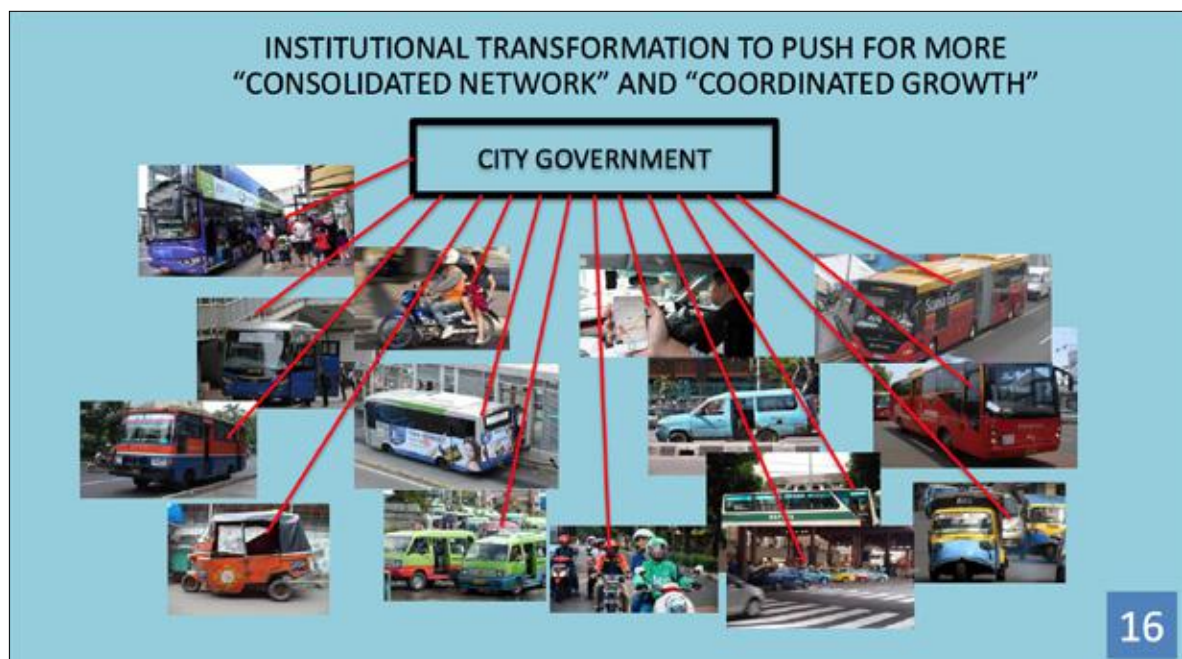 INSTITUTIONAL TRANSFORMATION TO PUSH FOR MORE
“CONSOLIDATED NETWORK” AND “COORDINATED GROWTH”
CITY GOVERNMENT
16